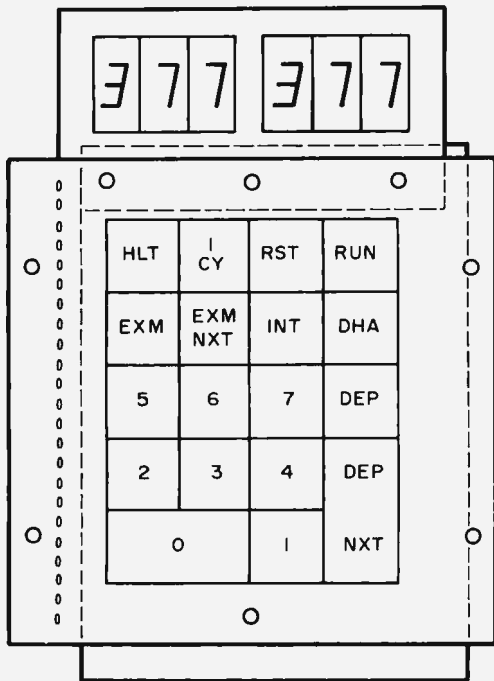 377 377
HLT 1 CY RST RUN
EXM EXM NXT INT DHA
5 6 7 DEP
2 3 4 DEP
0 1 NXT